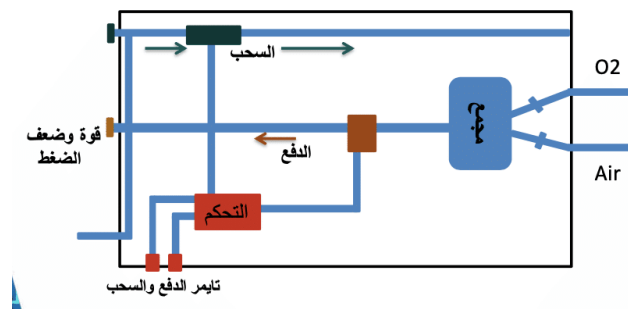 السحب
O2
مجمع
قوة وضعف
الضغط
الدفع
Air
التحكم
تايمر الدفع والسحب